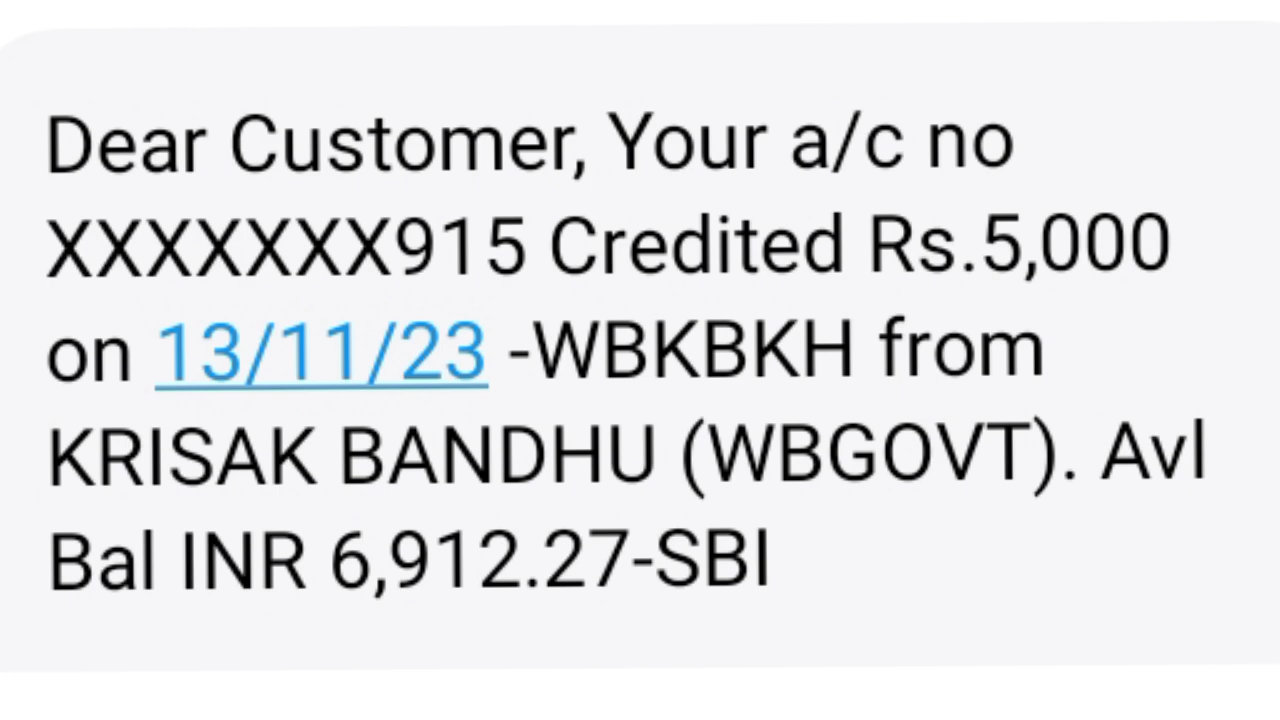 Dear Customer, Your a/c no
XXXXXXX915 Credited Rs.5,000
on 13/11/23 -WBKBKH from
KRISAK BANDHU (WBGOVT). Avl
Bal INR 6,912.27-SBI